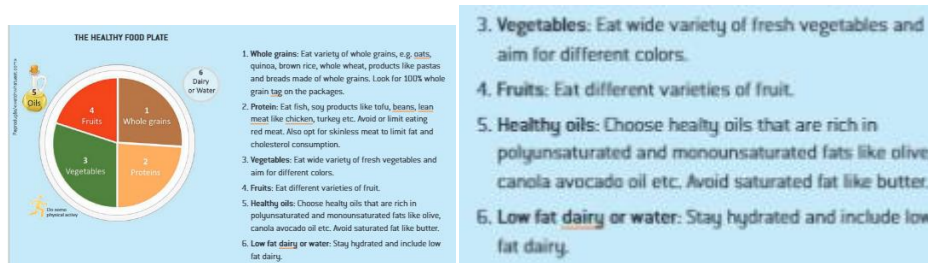 THE HEALTHY FOOD PLATE
5
Oils
4
Fruits
1
Whole grains
3
Vegetables
2
Proteins
6
Dairy
or Water
Do some
physical activity
1. Whole grains: Eat variety of whole grains, e.g. oats,
quinoa, brown rice, whole wheat, products like pastas
and breads made of whole grains. Look for 100% whole
grain tag on the packages.
2. Protein: Eat fish, soy products like tofu, beans, lean
meat like chicken, turkey etc. Avoid or limit eating
red meat. Also opt for skinless meat to limit fat and
cholesterol consumption.
3. Vegetables: Eat wide variety of fresh vegetables and
aim for different colors.
4. Fruits: Eat different varieties of fruit.
5. Healthy oils: Choose healty oils that are rich in
polyunsaturated and monounsaturated fats like olive,
canola avocado oil etc. Avoid saturated fat like butter.
6. Low fat dairy or water: Stay hydrated and include low
fat dairy.
3. Vegetables: Eat wide variety of fresh vegetables and
aim for different colors.
4. Fruits: Eat different varieties of fruit.
5. Healthy oils: Choose healty oils that are rich in
polyunsaturated and monounsaturated fats like olive
canola avocado oil etc. Avoid saturated fat like butter.
6. Low fat dairy or water: Stay hydrated and include low
fat dairy.